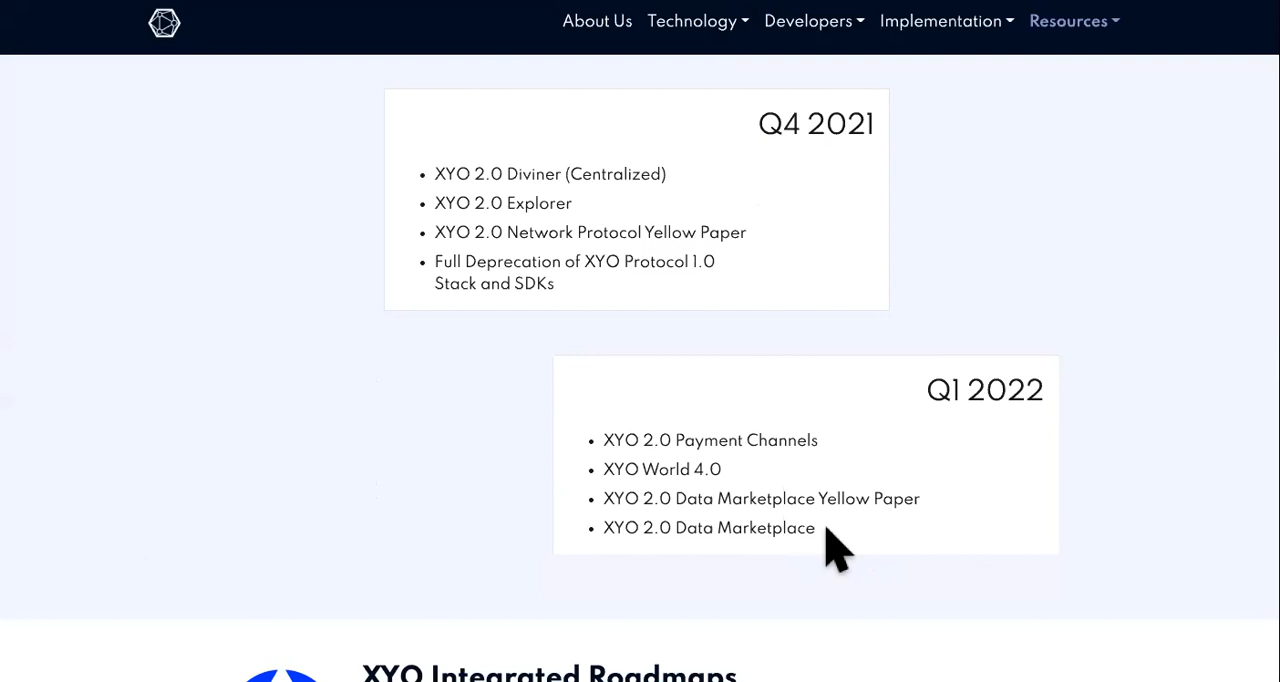 About Us Technology Developers Implementation Resources
Q4 2021
• XYO 2.0 Diviner (Centralized)
• XYO 2.0 Explorer
• XYO 2.0 Network Protocol Yellow Paper
• Full Deprecation of XYO Protocol 1.0
Stack and SDKs
Q1 2022
• XYO 2.0 Payment Channels
• XYO World 4.0
• XYO 2.0 Data Marketplace Yellow Paper
• XYO 2.0 Data Marketplace
XYO Integrated Roadmaps